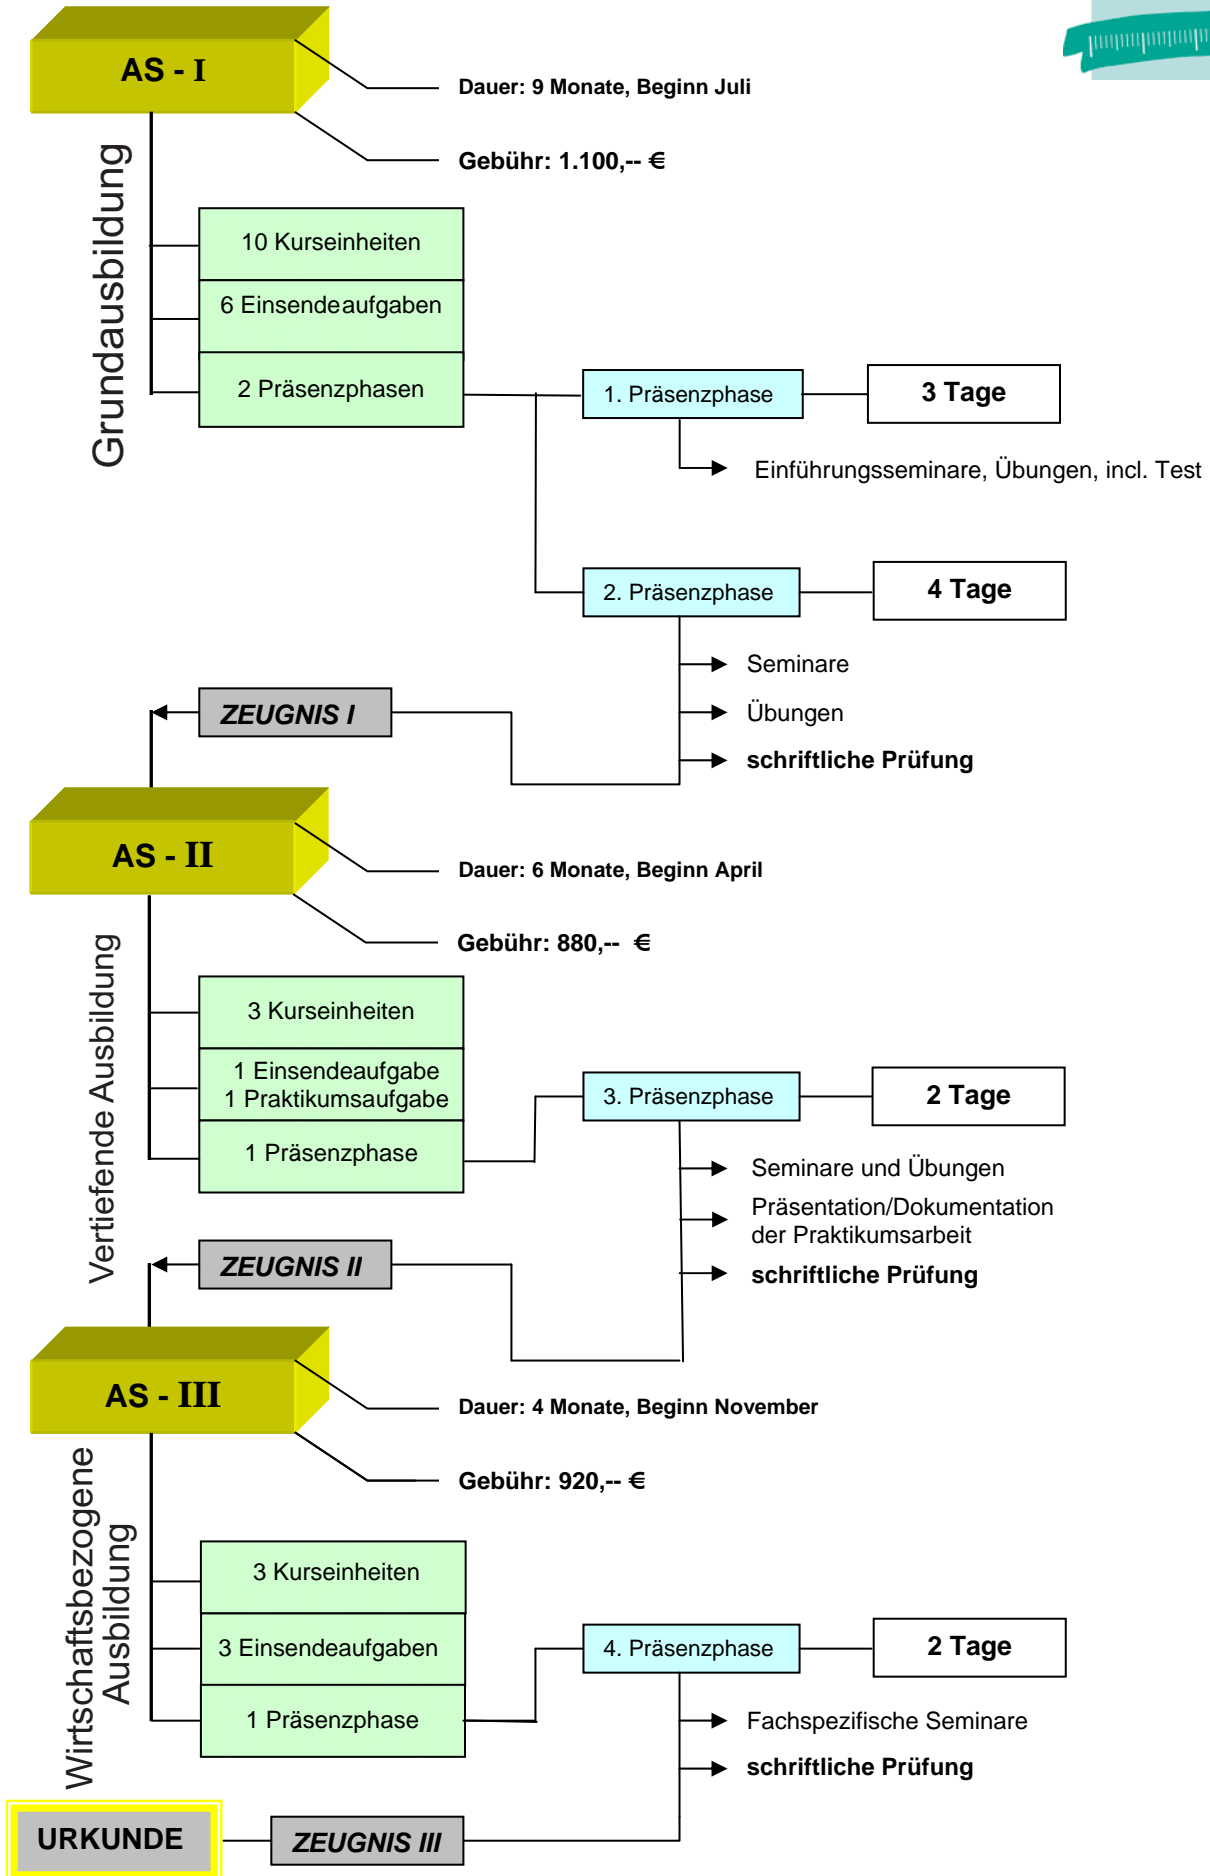 AS - I
Dauer: 9 Monate, Beginn Juli
Gebühr: 1.100,-- €
Grundausbildung
10 Kurseinheiten
6 Einsendeaufgaben
2 Präsenzphasen
1. Präsenzphase
3 Tage
Einführungsseminare, Übungen, incl. Test
2. Präsenzphase
4 Tage
Seminare
Übungen
schriftliche Prüfung
ZEUGNIS I
AS - II
Dauer: 6 Monate, Beginn April
Gebühr: 880,-- €
Vertiefende Ausbildung
3 Kurseinheiten
1 Einsendeaufgabe
1 Praktikumsaufgabe
1 Präsenzphase
3. Präsenzphase
2 Tage
Seminare und Übungen
Präsentation/Dokumentation
der Praktikumsarbeit
schriftliche Prüfung
ZEUGNIS II
AS - III
Dauer: 4 Monate, Beginn November
Gebühr: 920,-- €
Wirtschaftsbezogene
Ausbildung
3 Kurseinheiten
3 Einsendeaufgaben
1 Präsenzphase
4. Präsenzphase
2 Tage
Fachspezifische Seminare
schriftliche Prüfung
URKUNDE
ZEUGNIS III